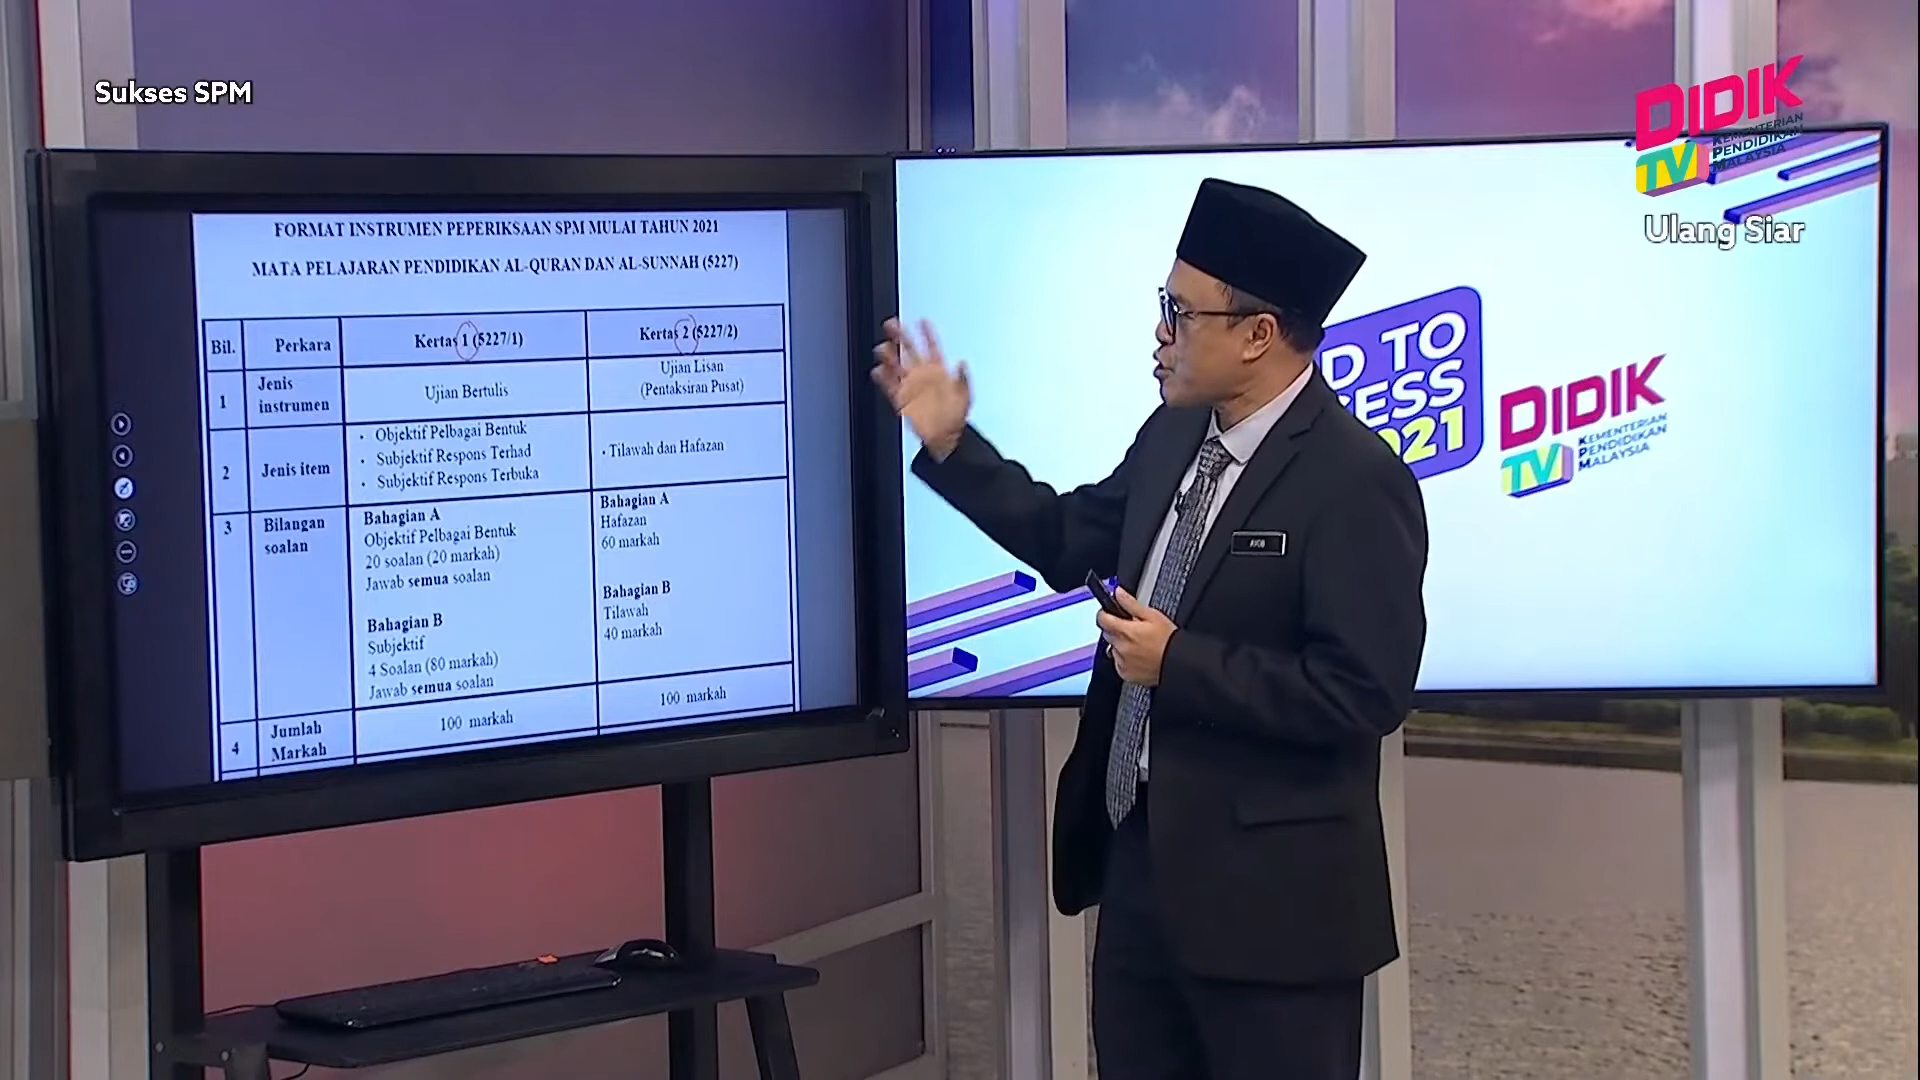 Sukses SPM
DIDIK
TV
KEMENTERIAN
PENDIDIKAN
MALAYSIA
Ulang Siar
FORMAT INSTRUMEN PEPERIKSAAN SPM MULAI TAHUN 2021
MATA PELAJARAN PENDIDIKAN AL-QURAN DAN AL-SUNNAH (5227)
Bil.
Perkara
Kertas 1 (5227/1)
Kertas 2 (5227/2)
1
Jenis
instrumen
Ujian Bertulis
Ujian Lisan
(Pentaksiran Pusat)
2
Jenis item
• Objektif Pelbagai Bentuk
• Subjektif Respons Terhad
• Subjektif Respons Terbuka
• Tilawah dan Hafazan
3
Bilangan
soalan
Bahagian A
Objektif Pelbagai Bentuk
20 soalan (20 markah)
Jawab semua soalan
Bahagian B
Subjektif
4 Soalan (80 markah)
Jawab semua soalan
Bahagian A
Hafazan
60 markah
Bahagian B
Tilawah
40 markah
4
Jumlah
Markah
100 markah
100 markah
D TO
CESS
021
DIDIK
TV
KEMENTERIAN
PENDIDIKAN
MALAYSIA
AYOB